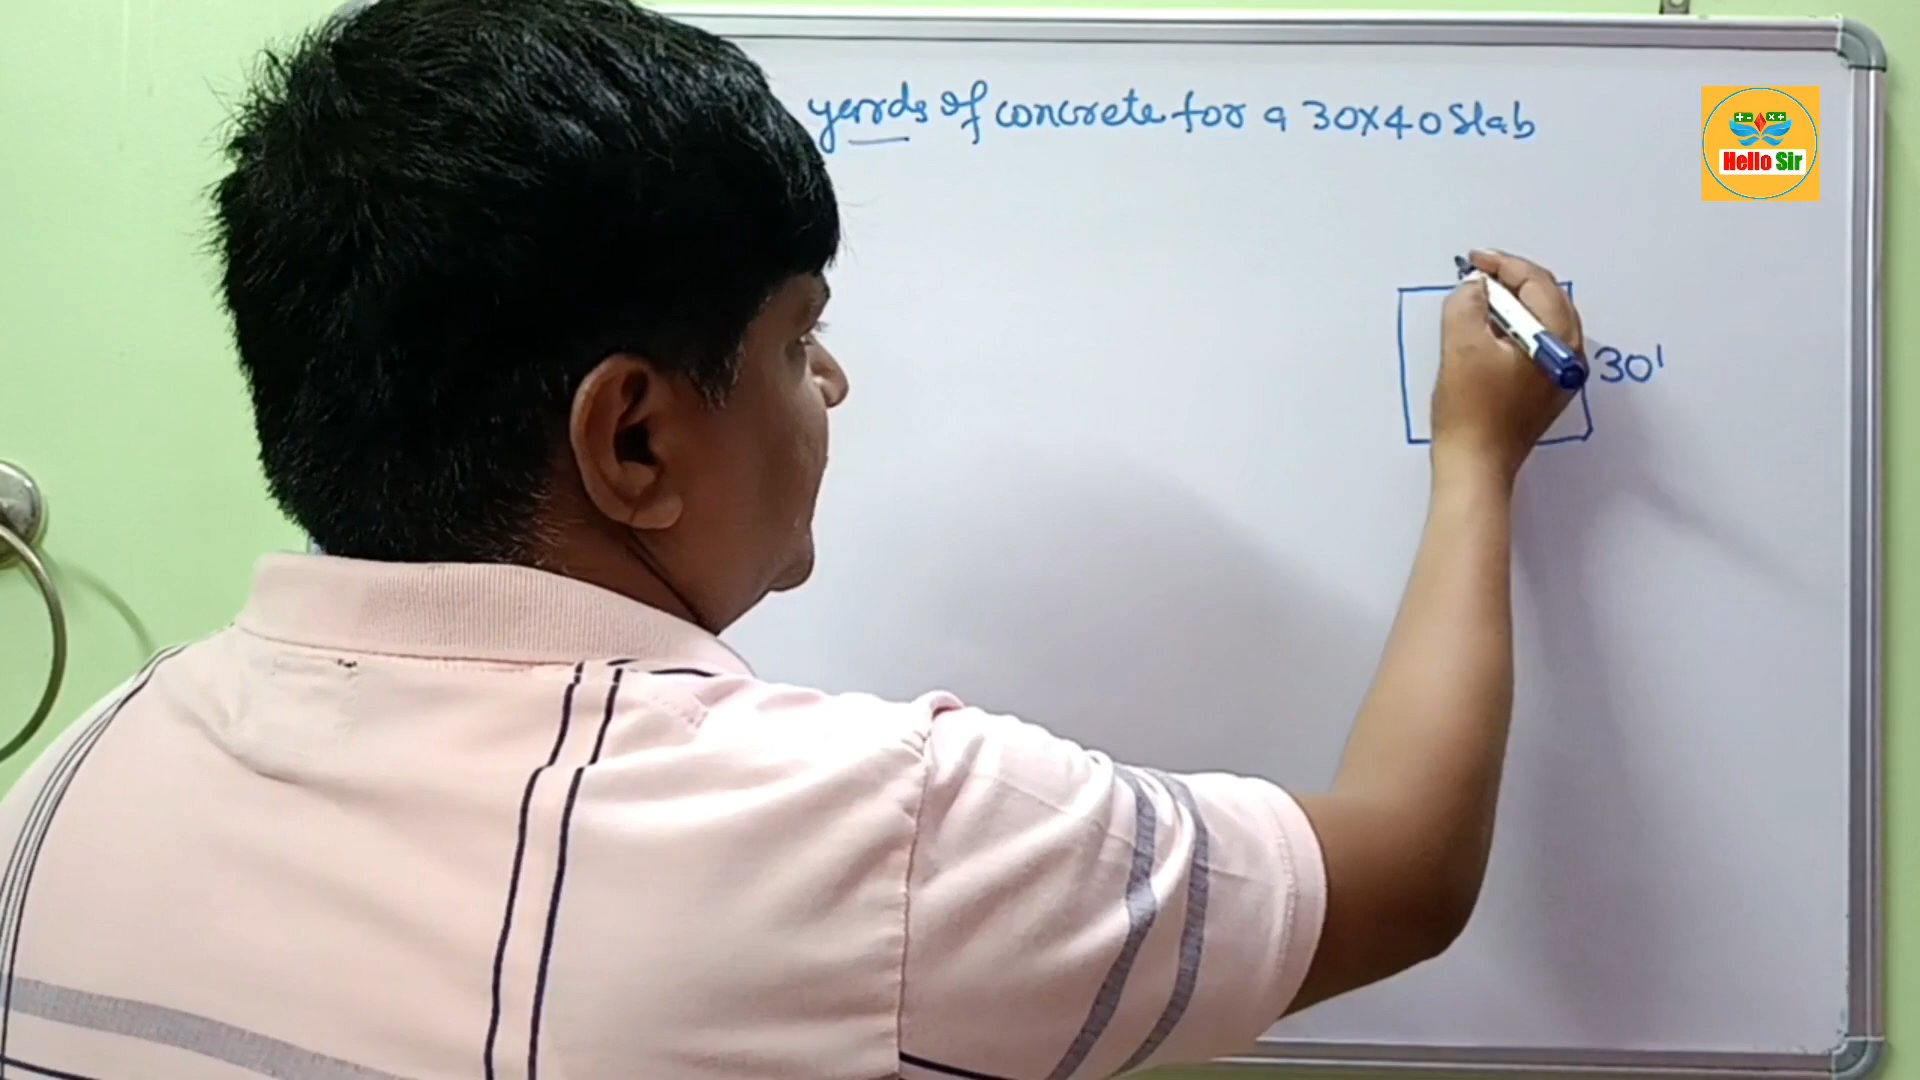 yards of concrete for a 30x40 Slab
+ - x +
Hello Sir
30'